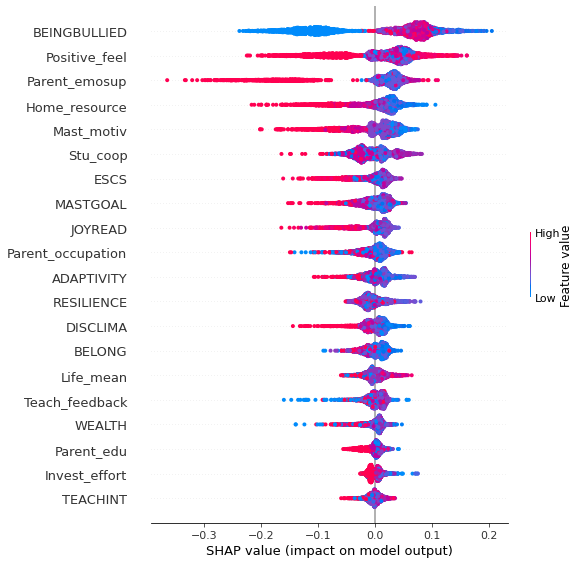 BEINGBULLIED
Positive_feel
Parent_emosup
Home_resource
Mast_motiv
Stu_coop
ESCS
MASTGOAL
JOYREAD
Parent_occupation
ADAPTIVITY
RESILIENCE
DISCLIMA
BELONG
Life_mean
Teach_feedback
WEALTH
Parent_edu
Invest_effort
TEACHINT
−0.3 −0.2 −0.1 0.0 0.1 0.2
SHAP value (impact on model output)
High
Low
Feature value